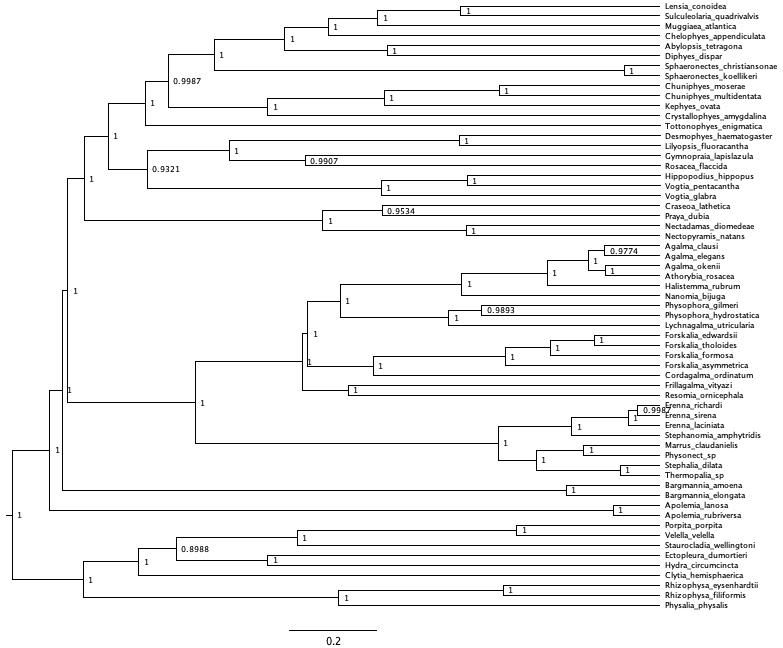 Lensia_conoidea
1
Sulculeolaria_quadrivalvis
1
Muggiaea_atlantica
1
Chelophyes_appendiculata
1
Abylopsis_tetragona
1
Diphyes_dispar
1
Sphaeronectes_christiansonae
1
Sphaeronectes_koellikeri
0.9987
Chuniphyes_moserae
1
Chuniphyes_multidentata
1
Kephyes_ovata
1
1
Crystallophyes_amygdalina
Tottonophyes_enigmatica
1
Desmophyes_haematogaster
1
Lilyopsis_fluoracantha
1
Gymnopraia_lapislazula
0.9907
Rosacea_flaccida
0.9321
Hippopodius_hippopus
1
1
Vogtia_pentacantha
1
Vogtia_glabra
Craseoa_lathetica
0.9534
Praya_dubia
1
Nectadamas_diomedeae
1
Nectopyramis_natans
Agalma_clausi
0.9774
Agalma_elegans
1
Agalma_okenii
1
1
Athorybia_rosacea
Halistemma_rubrum
1
1
Nanomia_bijuga
1
Physophora_gilmeri
0.9893
Physophora_hydrostatica
1
Lychnagalma_utricularia
1
Forskalia_edwardsii
1
Forskalia_tholoides
1
Forskalia_formosa
1
1
Forskalia_asymmetrica
1
Cordagalma_ordinatum
Frillagalma_vityazi
1
1
Resomia_ornicephala
1
Erenna_richardi
0.9987
Erenna_sirena
1
Erenna_laciniata
1
Stephanomia_amphytridis
1
Marrus_claudanielis
1
1
Physonect_sp
1
Stephalia_dilata
1
Thermopalia_sp
Bargmannia_amoena
1
Bargmannia_elongata
Apolemia_lanosa
1
1
Apolemia_rubriversa
Porpita_porpita
1
Velella_velella
1
Staurocladia_wellingtoni
0.8988
Ectopleura_dumortieri
1
1
Hydra_circumcincta
Clytia_hemisphaerica
1
Rhizophysa_eysenhardtii
1
Rhizophysa_filiformis
1
Physalia_physalis
0.2